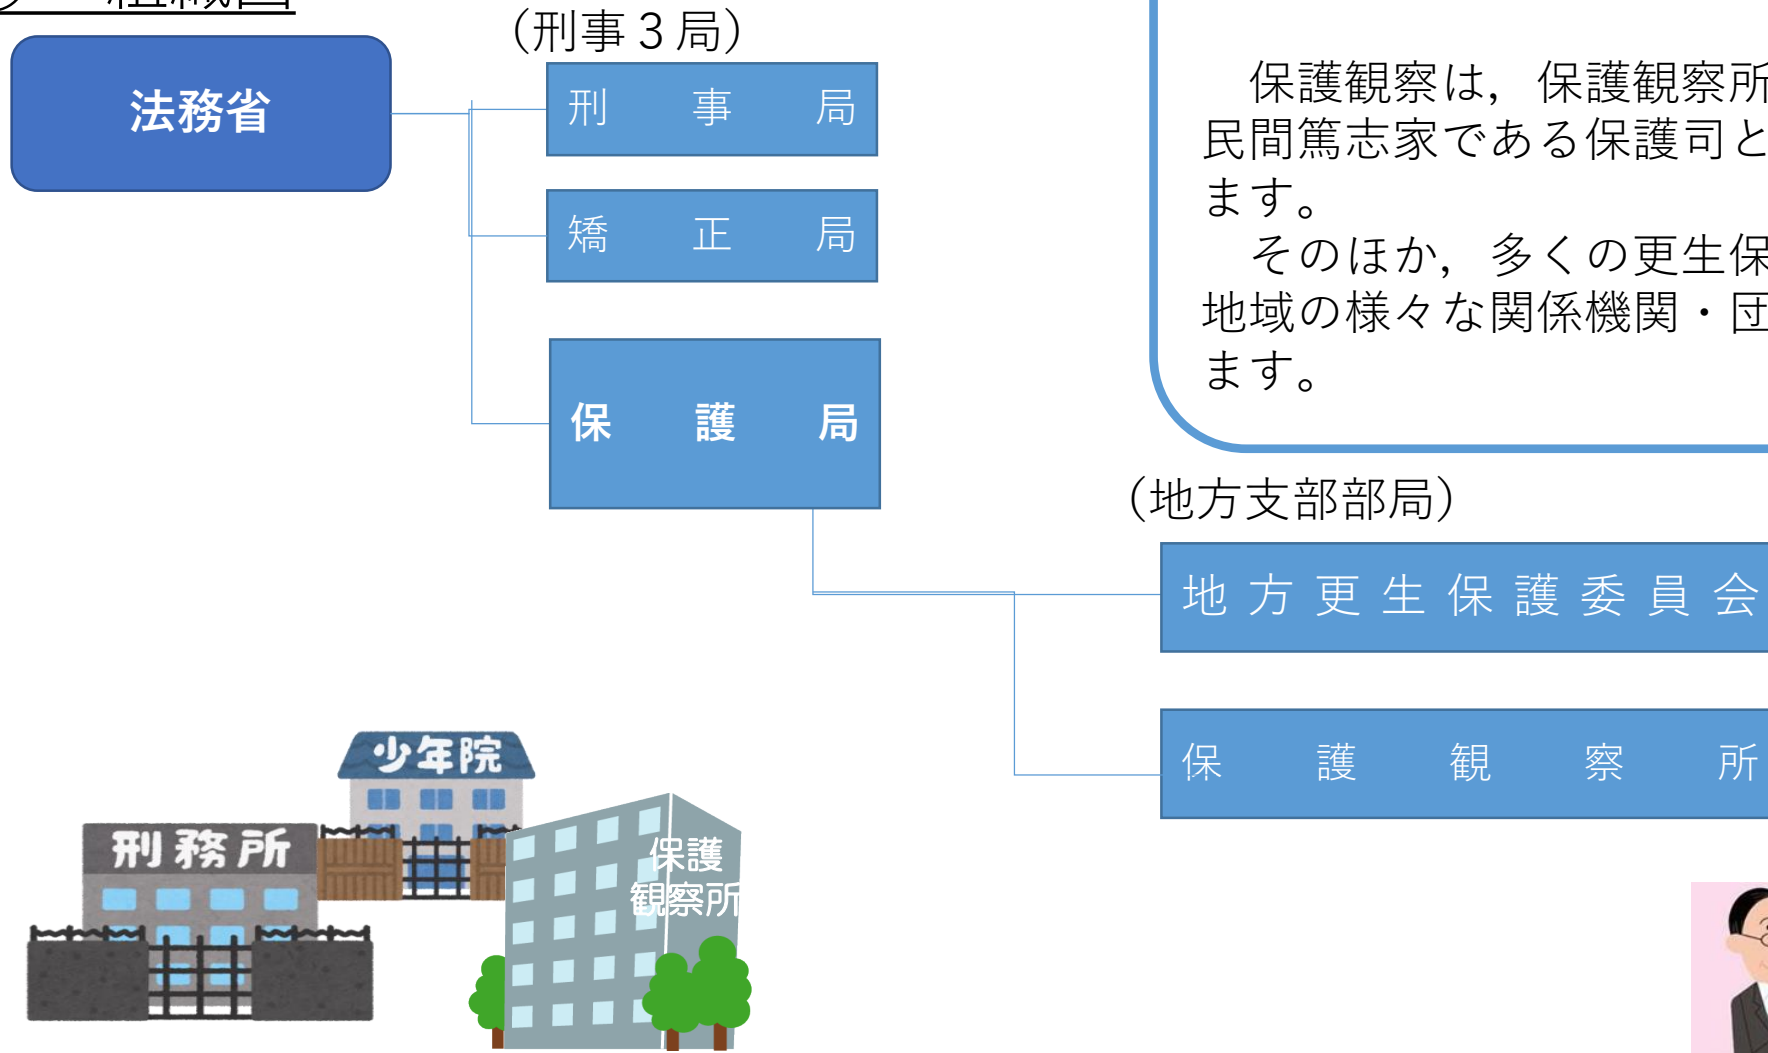 組織図
（刑事３局）
法務省
刑事局
矯正局
保護局
保護観察は，保護観察所
民間篤志家である保護司と
ます。
そのほか，多くの更生保
地域の様々な関係機関・団
ます。
（地方支部部局）
地方更生保護委員会
保護観察所
少年院
刑務所
保護
観察所